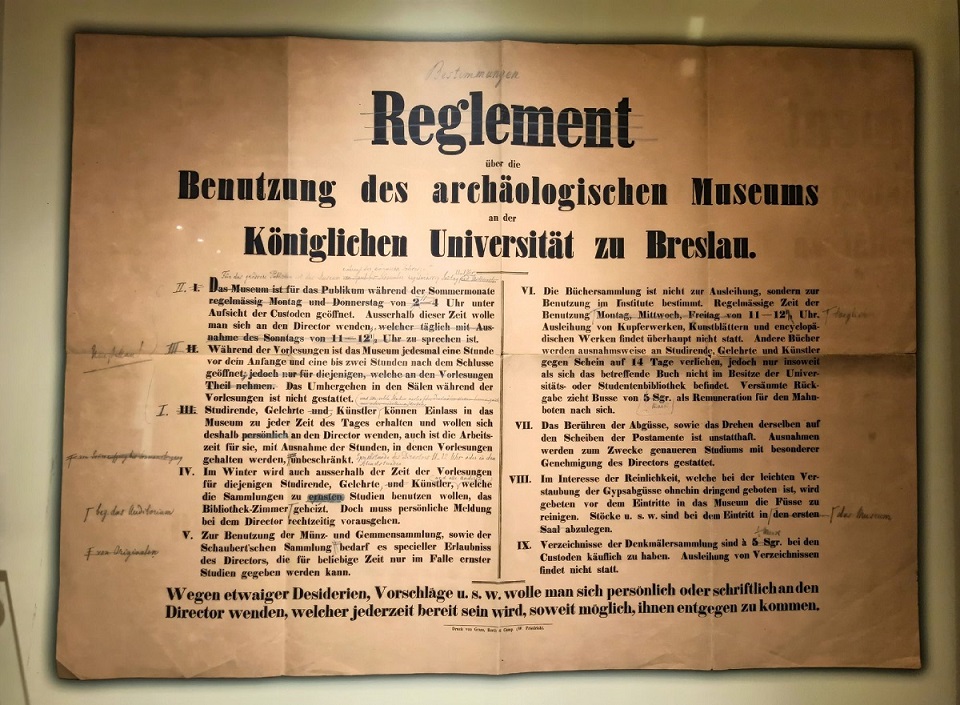 Bestimmungen
Reglement
über die
Benutzung des archäologischen Museums
an der
Königlichen Universität zu Breslau.
II. I. Das Museum ist für das Publikum während der Sommermonate
regelmässig Montag und Donnerstag von 2—4 Uhr unter
Aufsicht der Custoden geöffnet. Ausserhalb dieser Zeit wolle
man sich an den Director wenden, welcher täglich mit Aus-
nahme des Sonntags von 11—12½ Uhr zu sprechen ist.
III II. Während der Vorlesungen ist das Museum jedesmal eine Stunde
vor dem Anfange und eine bis zwei Stunden nach dem Schlusse
geöffnet, jedoch nur für diejenigen, welche an den Vorlesungen
Theil nehmen. Das Umhergehen in den Sälen während der
Vorlesungen ist nicht gestattet.
I. III. Studirende, Gelehrte und Künstler können Einlass in das
Museum zu jeder Zeit des Tages erhalten und wollen sich
deshalb persönlich an den Director wenden, auch ist die Arbeits-
zeit für sie, mit Ausnahme der Stunden, in denen Vorlesungen
gehalten werden, unbeschränkt.
IV. Im Winter wird auch ausserhalb der Zeit der Vorlesungen
für diejenigen Studirende, Gelehrte und Künstler, welche
die Sammlungen zu ernsten Studien benutzen wollen, das
Bibliothek-Zimmer geheizt. Doch muss persönliche Meldung
bei dem Director rechtzeitig vorausgehen.
bez. das Auditorium
V. Zur Benutzung der Münz- und Gemmensammlung, sowie der
Schaubert'schen Sammlung bedarf es specieller Erlaubniss
des Directors, die für beliebige Zeit nur im Falle ernster
Studien gegeben werden kann.
von Originalen
VI. Die Büchersammlung ist nicht zur Ausleihung, sondern zur
Benutzung im Institute bestimmt. Regelmässige Zeit der
Benutzung Montag, Mittwoch, Freitag von 11—12½ Uhr.
Ausleihung von Kupferwerken, Kunstblättern und encyclopä-
dischen Werken findet überhaupt nicht statt. Andere Bücher
werden ausnahmsweise an Studirende, Gelehrte und Künstler
gegen Schein auf 14 Tage verliehen, jedoch nur insoweit
als sich das betreffende Buch nicht im Besitze der Univer-
sitäts- oder Studentenbibliothek befindet. Versäumte Rück-
gabe zieht Busse von 5 Sgr. als Remuneration für den Mahn-
boten nach sich.
VII. Das Berühren der Abgüsse, sowie das Drehen derselben auf
den Scheiben der Postamente ist unstatthaft. Ausnahmen
werden zum Zwecke genaueren Studiums mit besonderer
Genehmigung des Directors gestattet.
VIII. Im Interesse der Reinlichkeit, welche bei der leichten Ver-
staubung der Gypsabgüsse ohnehin dringend geboten ist, wird
gebeten vor dem Eintritte in das Museum die Füsse zu
reinigen. Stöcke u. s. w. sind bei dem Eintritt in den ersten
Saal abzulegen.
das Museum
IX. Verzeichnisse der Denkmälersammlung sind à 5 Sgr. bei den
Custoden käuflich zu haben. Ausleihung von Verzeichnissen
findet nicht statt.
Wegen etwaiger Desiderien, Vorschläge u. s. w. wolle man sich persönlich oder schriftlich an den
Director wenden, welcher jederzeit bereit sein wird, soweit möglich, ihnen entgegen zu kommen.
Druck von Grass, Barth & Comp. (W. Friedrich).